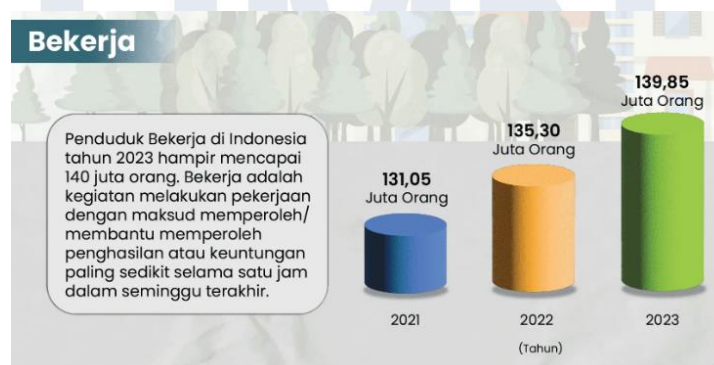 Bekerja
Penduduk Bekerja di Indonesia
tahun 2023 hampir mencapai
140 juta orang. Bekerja adalah
kegiatan melakukan pekerjaan
dengan maksud memperoleh/
membantu memperoleh
penghasilan atau keuntungan
paling sedikit selama satu jam
dalam seminggu terakhir.
131,05
Juta Orang
135,30
Juta Orang
139,85
Juta Orang
2021
2022
2023
(Tahun)